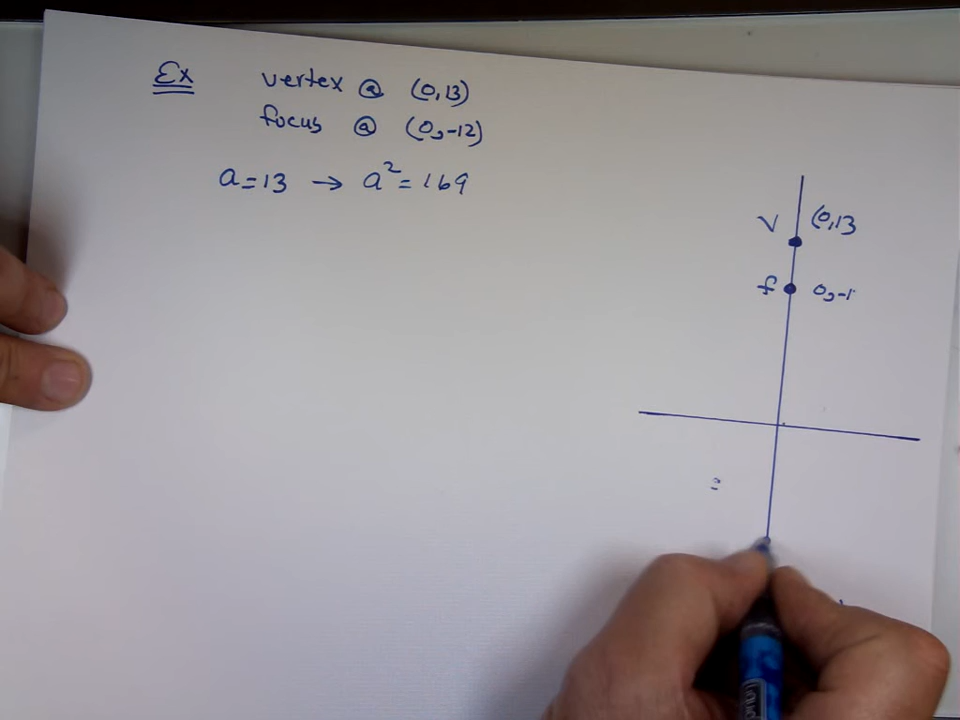 Ex vertex @ (0,13)
focus @ (0,-12)
a=13 → a²=169
V (0,13
f 0,-1
=